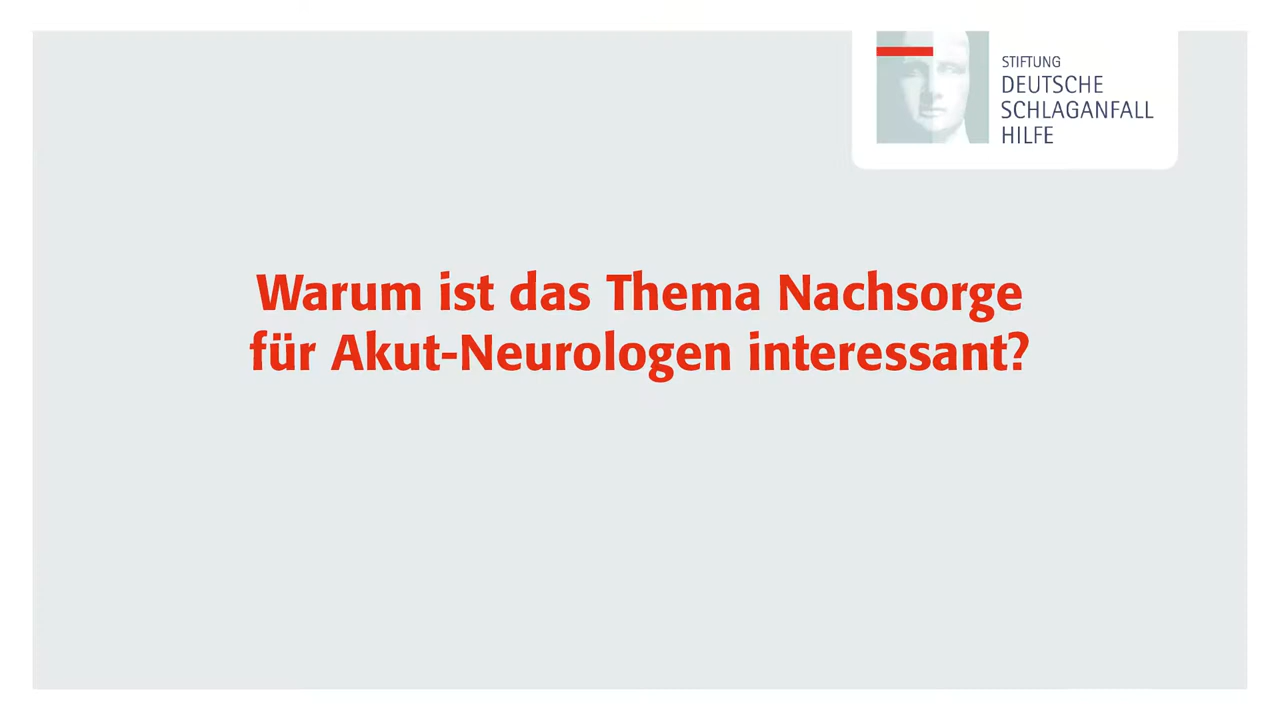 STIFTUNG
DEUTSCHE
SCHLAGANFALL
HILFE
Warum ist das Thema Nachsorge
für Akut-Neurologen interessant?